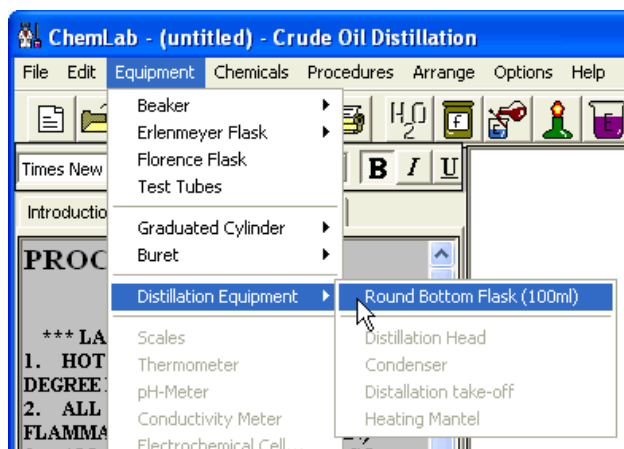 ChemLab - (untitled) - Crude Oil Distillation
File Edit Equipment Chemicals Procedures Arrange Options Help
H2O f E
Times New B I U
Introductio
Beaker
Erlenmeyer Flask
Florence Flask
Test Tubes
Graduated Cylinder
Buret
Distillation Equipment
Scales
Thermometer
pH-Meter
Conductivity Meter
Electrochemical Cell...
Round Bottom Flask (100ml)
Distillation Head
Condenser
Distallation take-off
Heating Mantel
PROC
*** LA
1. HOT
DEGREE
2. ALL
FLAMMA